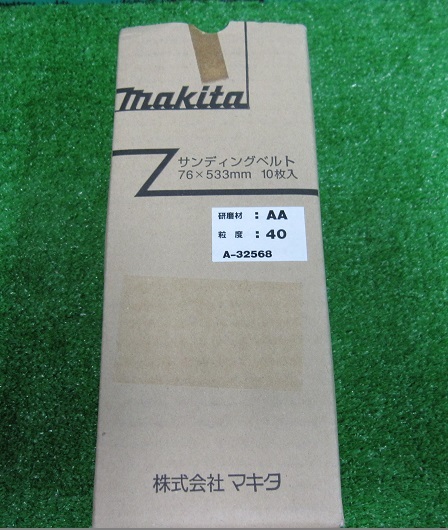 makita
サンディングベルト
76×533mm 10枚入
研磨材 : AA
粒 度 : 40
A-32568
株式会社 マキタ